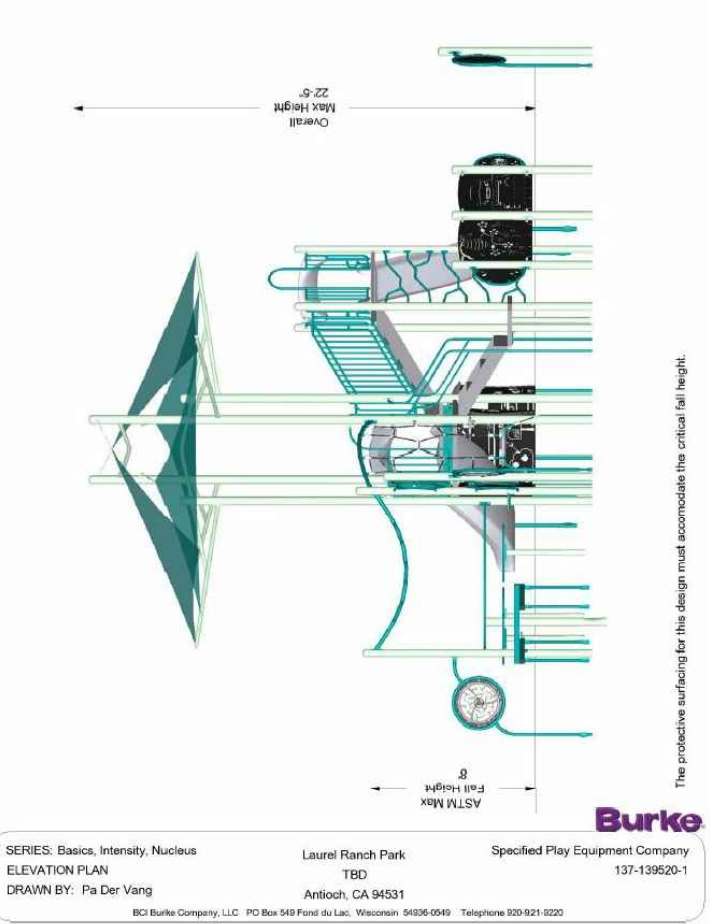 Overall
Max Height
22'-5"
The protective surfacing for this design must accomodate the critical fall height.
ASTM Max
Fall Height
8'
Burke
SERIES: Basics, Intensity, Nucleus
ELEVATION PLAN
DRAWN BY: Pa Der Vang
Laurel Ranch Park
TBD
Antioch, CA 94531
Specified Play Equipment Company
137-139520-1
BCI Burke Company, LLC PO Box 549 Fond du Lac, Wisconsin 54936-0549 Telephone 920-921-9220